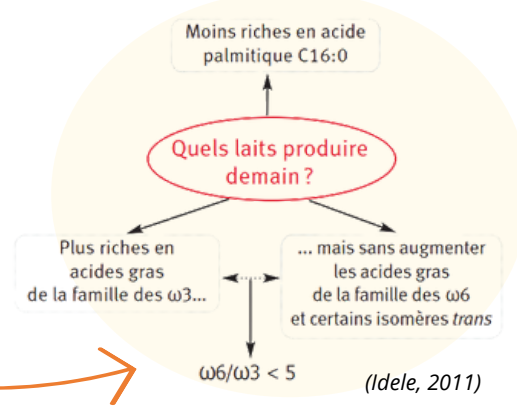 Moins riches en acide
palmitique C16:0
Quels laits produire
demain ?
Plus riches en
acides gras
de la famille des ω3...
... mais sans augmenter
les acides gras
de la famille des ω6
et certains isomères trans
ω6/ω3 < 5
(Idele, 2011)